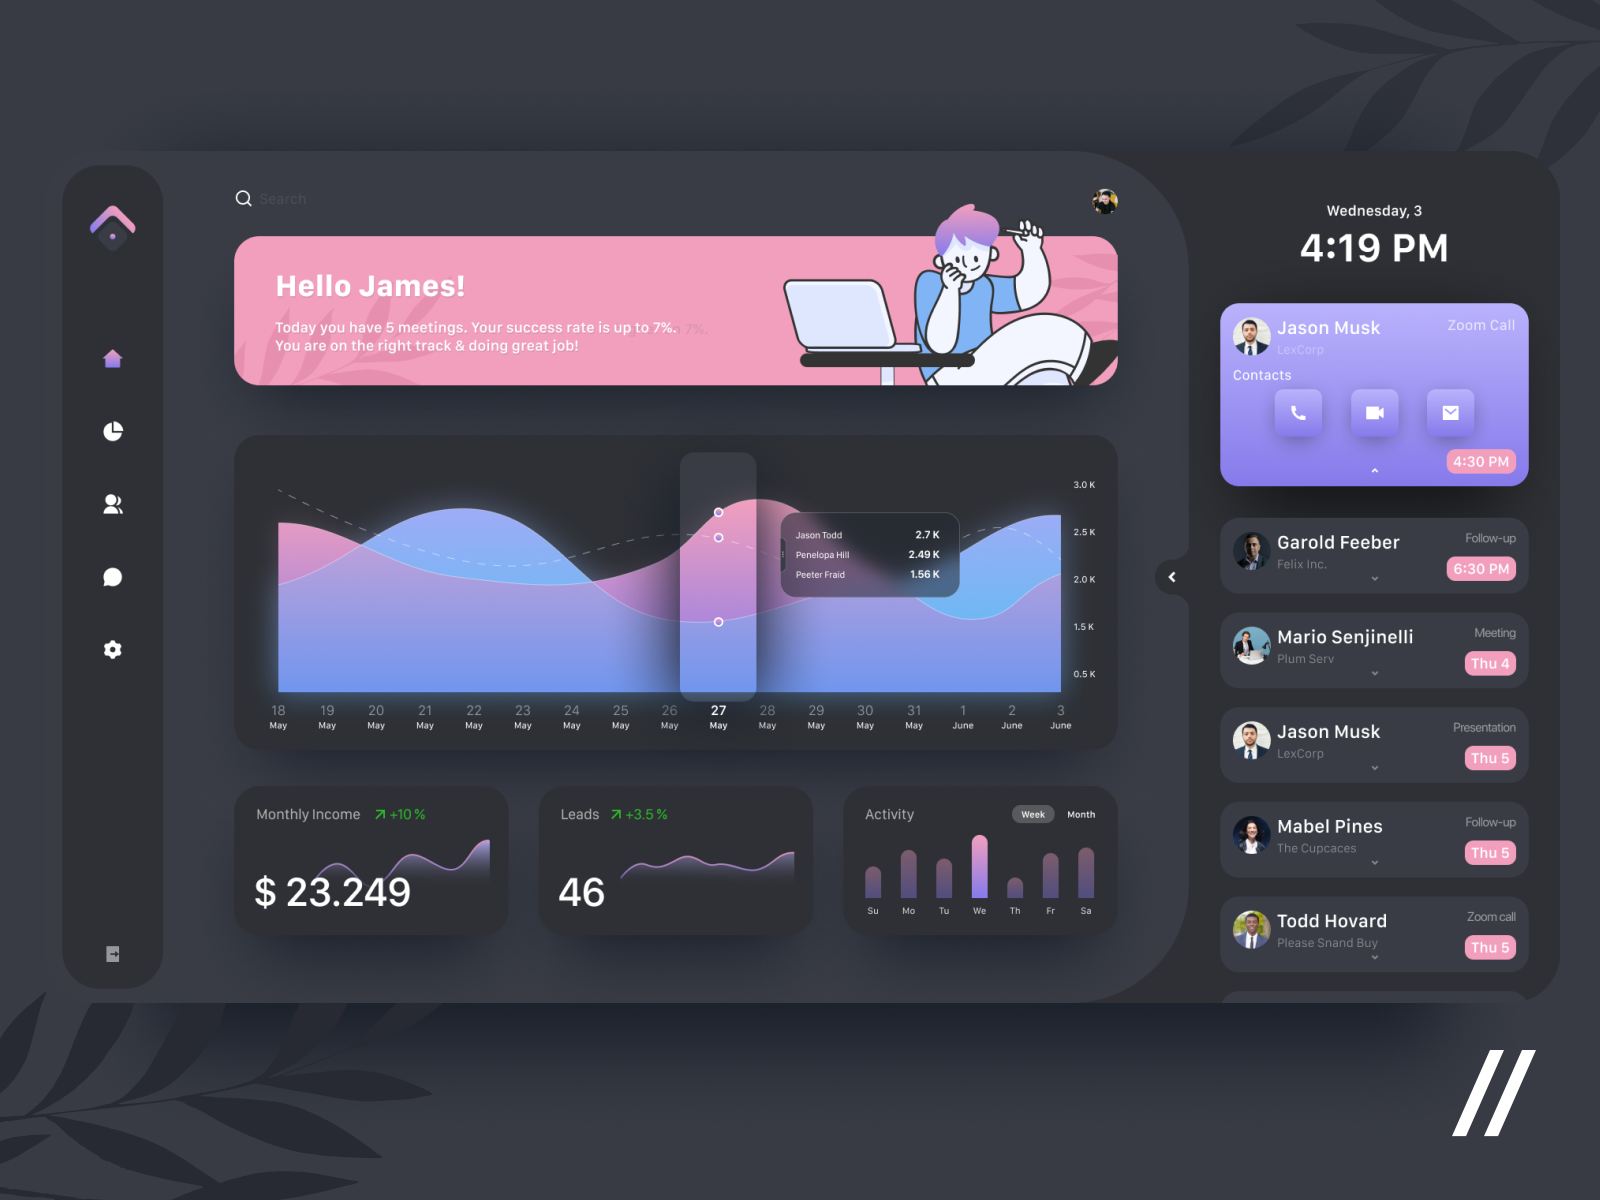 Search
Hello James!
Today you have 5 meetings. Your success rate is up to 7%.
You are on the right track & doing great job!
3.0 K
2.5 K
2.0 K
1.5 K
0.5 K
Jason Todd 2.7 K
Penelopa Hill 2.49 K
Peeter Fraid 1.56 K
18 19 20 21 22 23 24 25 26 27 28 29 30 31 1 2 3
May May May May May May May May May May May May May May June June June
Monthly Income +10 %
$ 23.249
Leads +3.5 %
46
Activity Week Month
Su Mo Tu We Th Fr Sa
Wednesday, 3
4:19 PM
Jason Musk Zoom Call
LexCorp
Contacts
4:30 PM
Garold Feeber Follow-up
Felix Inc. 6:30 PM
Mario Senjinelli Meeting
Plum Serv Thu 4
Jason Musk Presentation
LexCorp Thu 5
Mabel Pines Follow-up
The Cupcaces Thu 5
Todd Hovard Zoom call
Please Snand Buy Thu 5